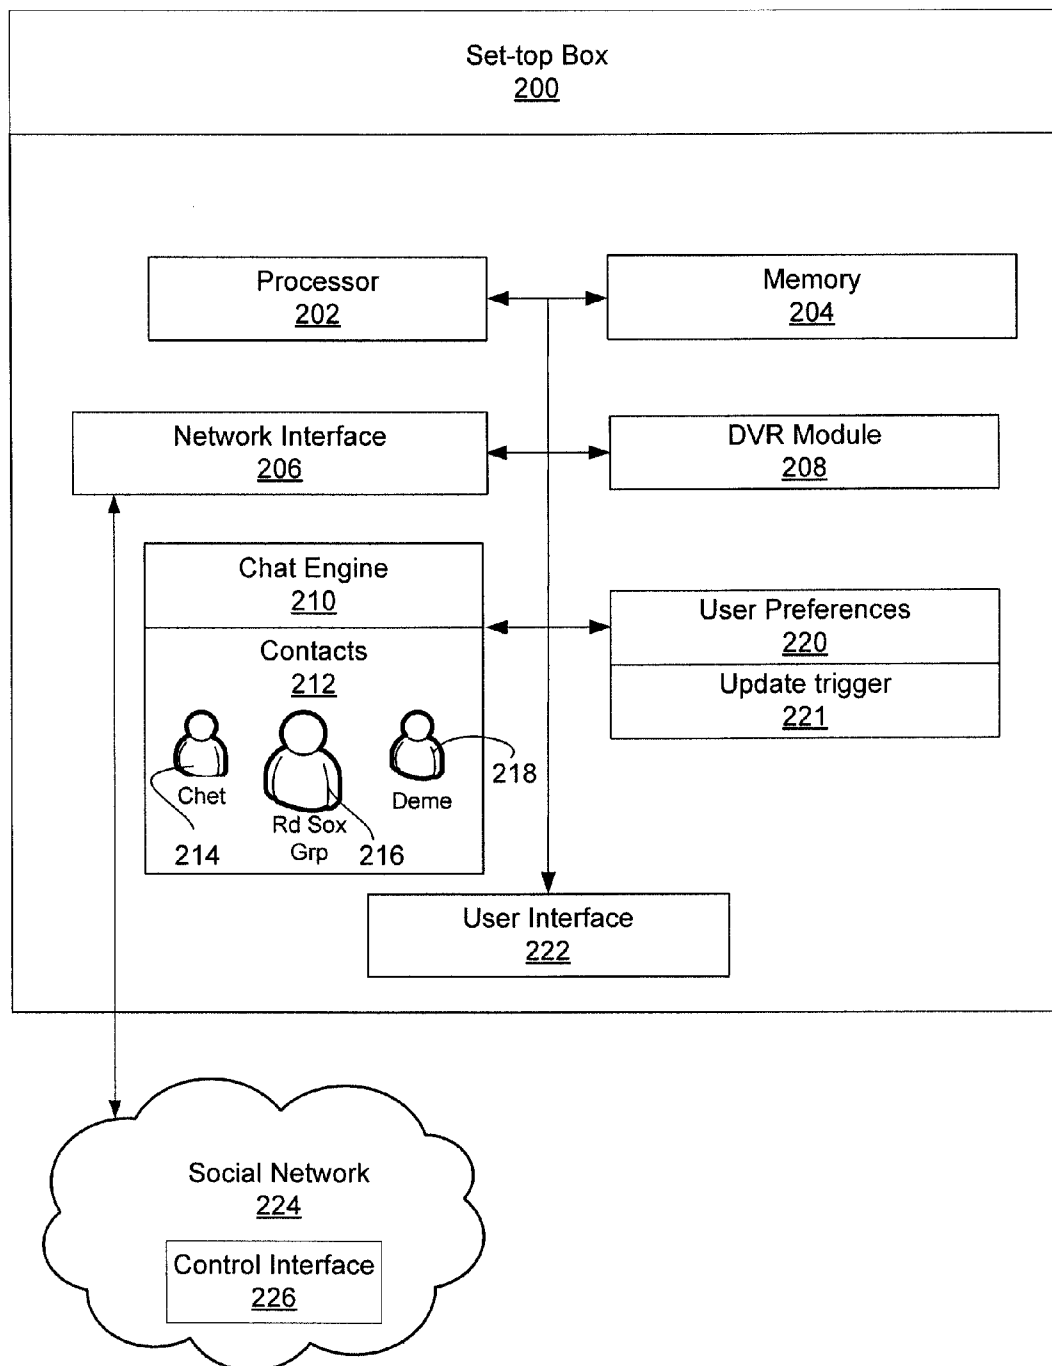 Set-top Box
200
Processor
202
Memory
204
Network Interface
206
DVR Module
208
Chat Engine
210
Contacts
212
Chet
214
Rd Sox
Grp
216
Deme
218
User Preferences
220
Update trigger
221
User Interface
222
Social Network
224
Control Interface
226